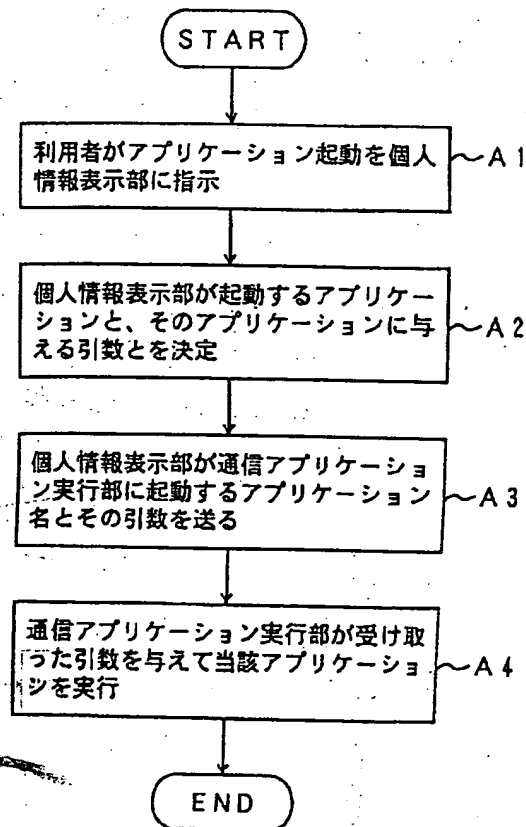 START
利用者がアプリケーション起動を個人
情報表示部に指示
~A1
個人情報表示部が起動するアプリケー
ションと、そのアプリケーションに与
える引数とを決定
~A2
個人情報表示部が通信アプリケーショ
ン実行部に起動するアプリケーション
名とその引数を送る
~A3
通信アプリケーション実行部が受け取
った引数を与えて当該アプリケーショ
ンを実行
~A4
END